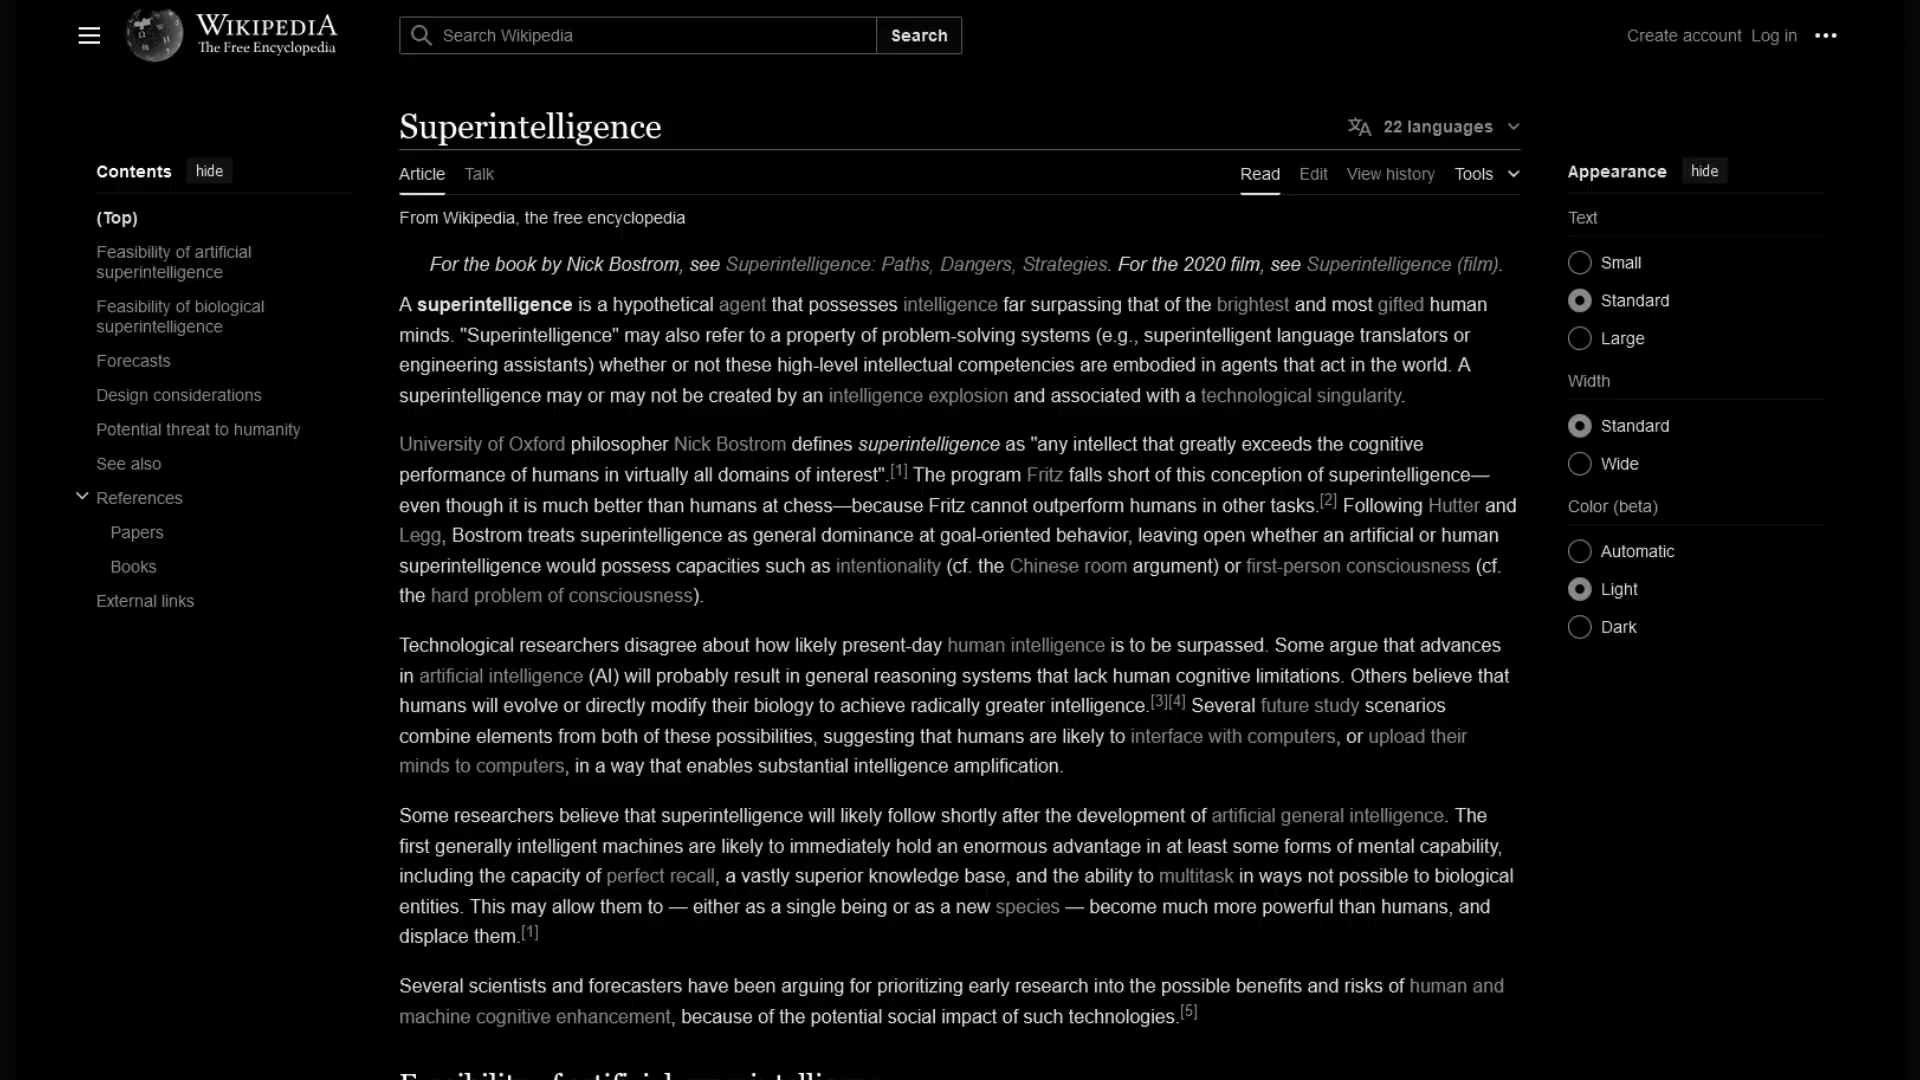 WIKIPEDIA
The Free Encyclopedia
Search Wikipedia
Search
Create account Log in
Superintelligence
22 languages
Contents hide
Article Talk
Read Edit View history Tools
Appearance hide
(Top)
Feasibility of artificial
superintelligence
Feasibility of biological
superintelligence
Forecasts
Design considerations
Potential threat to humanity
See also
References
Papers
Books
External links
From Wikipedia, the free encyclopedia
For the book by Nick Bostrom, see Superintelligence: Paths, Dangers, Strategies. For the 2020 film, see Superintelligence (film).
A superintelligence is a hypothetical agent that possesses intelligence far surpassing that of the brightest and most gifted human
minds. "Superintelligence" may also refer to a property of problem-solving systems (e.g., superintelligent language translators or
engineering assistants) whether or not these high-level intellectual competencies are embodied in agents that act in the world. A
superintelligence may or may not be created by an intelligence explosion and associated with a technological singularity.
University of Oxford philosopher Nick Bostrom defines superintelligence as "any intellect that greatly exceeds the cognitive
performance of humans in virtually all domains of interest".[1] The program Fritz falls short of this conception of superintelligence—
even though it is much better than humans at chess—because Fritz cannot outperform humans in other tasks.[2] Following Hutter and
Legg, Bostrom treats superintelligence as general dominance at goal-oriented behavior, leaving open whether an artificial or human
superintelligence would possess capacities such as intentionality (cf. the Chinese room argument) or first-person consciousness (cf.
the hard problem of consciousness).
Technological researchers disagree about how likely present-day human intelligence is to be surpassed. Some argue that advances
in artificial intelligence (AI) will probably result in general reasoning systems that lack human cognitive limitations. Others believe that
humans will evolve or directly modify their biology to achieve radically greater intelligence.[3][4] Several future study scenarios
combine elements from both of these possibilities, suggesting that humans are likely to interface with computers, or upload their
minds to computers, in a way that enables substantial intelligence amplification.
Some researchers believe that superintelligence will likely follow shortly after the development of artificial general intelligence. The
first generally intelligent machines are likely to immediately hold an enormous advantage in at least some forms of mental capability,
including the capacity of perfect recall, a vastly superior knowledge base, and the ability to multitask in ways not possible to biological
entities. This may allow them to — either as a single being or as a new species — become much more powerful than humans, and
displace them.[1]
Several scientists and forecasters have been arguing for prioritizing early research into the possible benefits and risks of human and
machine cognitive enhancement, because of the potential social impact of such technologies.[5]
Feasibility of artificial superintelligence
Text
Small
Standard
Large
Width
Standard
Wide
Color (beta)
Automatic
Light
Dark